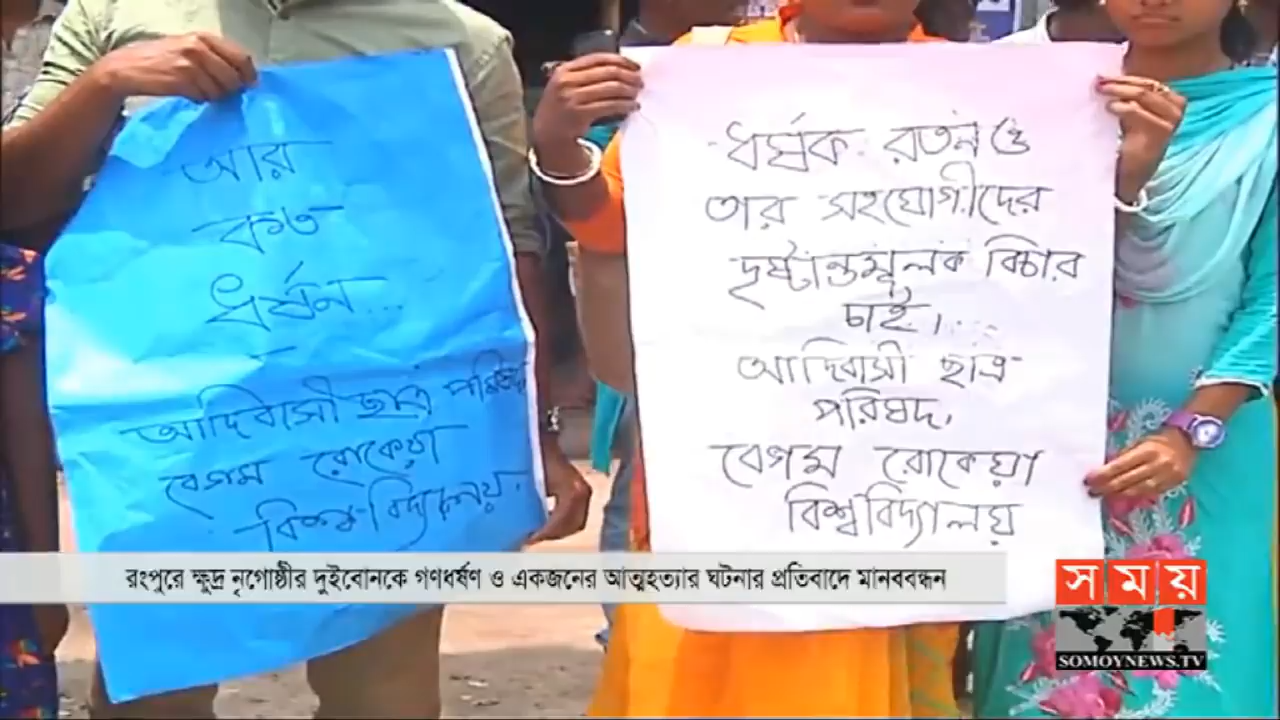 আর
কত
ধর্ষন...
আদিবাসী ছাত্র পরিষদ
বেগম রোকেয়া
বিশ্ববিদ্যালয়.
ধর্ষক রতন ও
তার সহযোগীদের
দৃষ্টান্তমূলক বিচার
চাই।
আদিবাসী ছাত্র
পরিষদ,
বেগম রোকেয়া
বিশ্ববিদ্যালয়
রংপুরে ক্ষুদ্র নৃগোষ্ঠীর দুইবোনকে গণধর্ষণ ও একজনের আত্মহত্যার ঘটনার প্রতিবাদে মানববন্ধন
সময়
SOMOYNEWS.TV